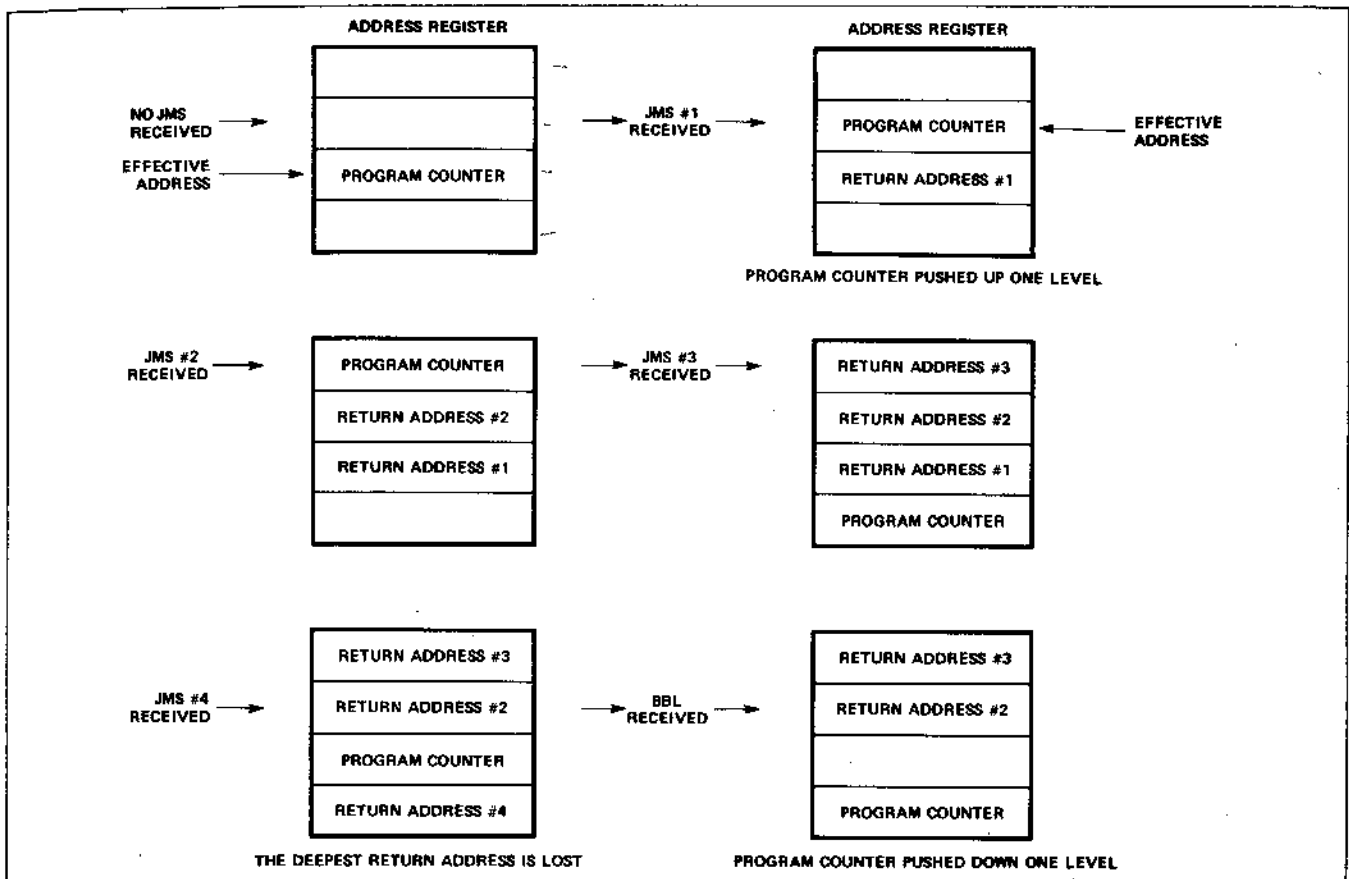 ADDRESS REGISTER
NO JMS
RECEIVED
EFFECTIVE
ADDRESS
PROGRAM COUNTER
JMS #1
RECEIVED
ADDRESS REGISTER
PROGRAM COUNTER
RETURN ADDRESS #1
EFFECTIVE
ADDRESS
PROGRAM COUNTER PUSHED UP ONE LEVEL
JMS #2
RECEIVED
PROGRAM COUNTER
RETURN ADDRESS #2
RETURN ADDRESS #1
JMS #3
RECEIVED
RETURN ADDRESS #3
RETURN ADDRESS #2
RETURN ADDRESS #1
PROGRAM COUNTER
JMS #4
RECEIVED
RETURN ADDRESS #3
RETURN ADDRESS #2
PROGRAM COUNTER
RETURN ADDRESS #4
THE DEEPEST RETURN ADDRESS IS LOST
BBL
RECEIVED
RETURN ADDRESS #3
RETURN ADDRESS #2
PROGRAM COUNTER
PROGRAM COUNTER PUSHED DOWN ONE LEVEL